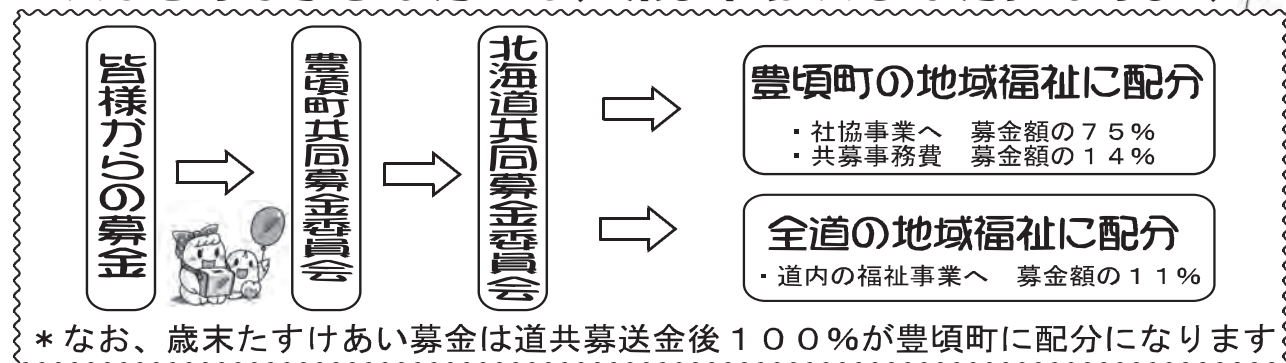 皆様からの募金
豊頃町共同募金委員会
北海道共同募金委員会
豊頃町の地域福祉に配分
・社協事業へ　募金額の７５％
・共募事務費　募金額の１４％
全道の地域福祉に配分
・道内の福祉事業へ　募金額の１１％
＊なお、歳末たすけあい募金は道共募送金後１００％が豊頃町に配分になります